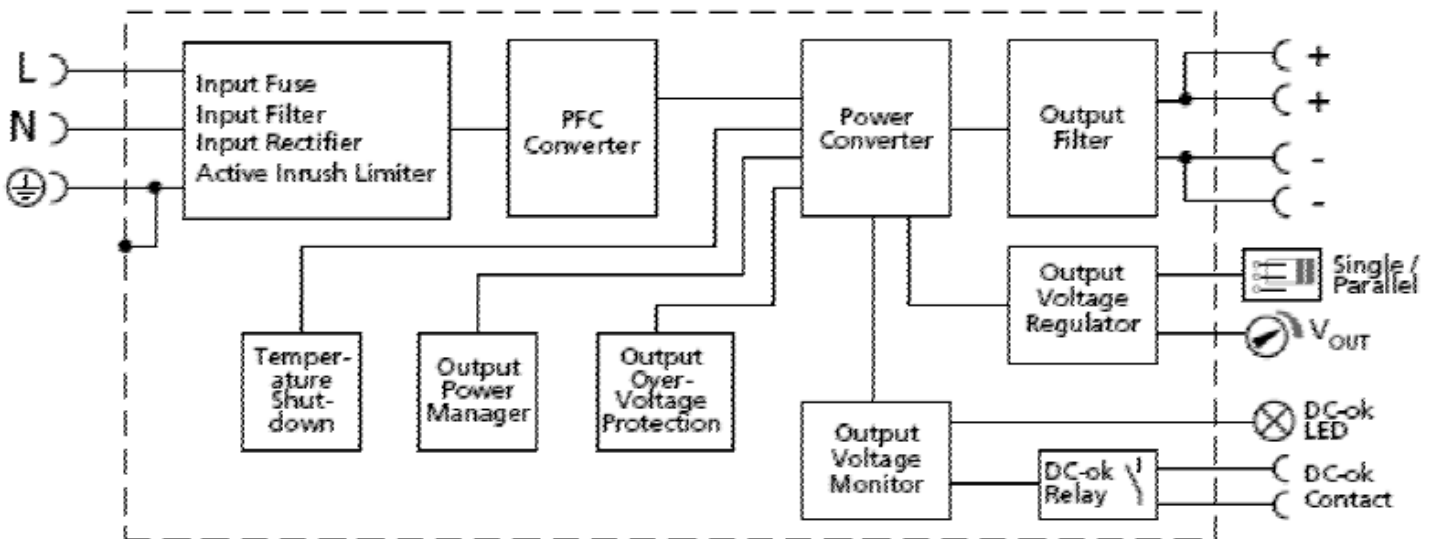 L
N
Input Fuse
Input Filter
Input Rectifier
Active Inrush Limiter
PFC
Converter
Power
Converter
Output
Filter
+
+
-
-
Temper-
ature
Shut-
down
Output
Power
Manager
Output
Over-
Voltage
Protection
Output
Voltage
Regulator
Single /
Parallel
VOUT
Output
Voltage
Monitor
DC-ok
LED
DC-ok
Relay
DC-ok
Contact